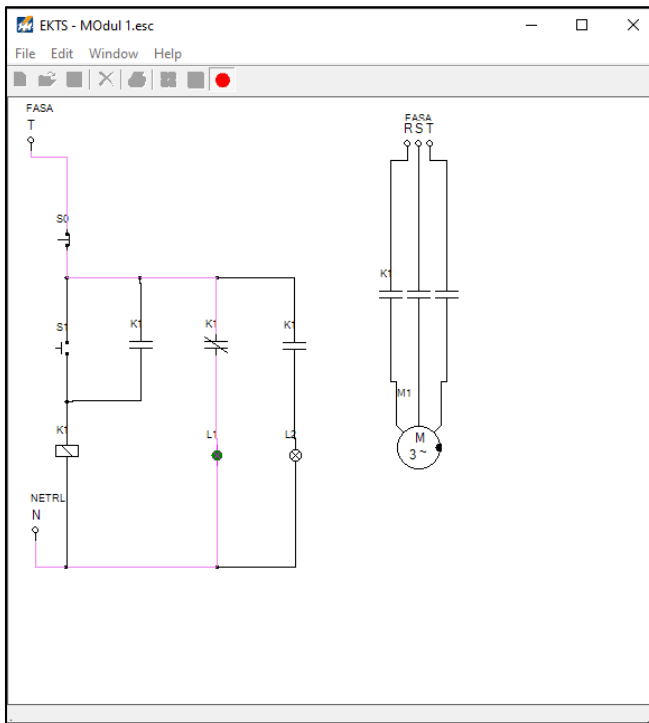 EKTS - MOdul 1.esc
File Edit Window Help
FASA
T
FASA
R S T
S0
K1
S1
K1
K1
K1
M1
K1
L1
L2
M
3 ~
NETRL
N